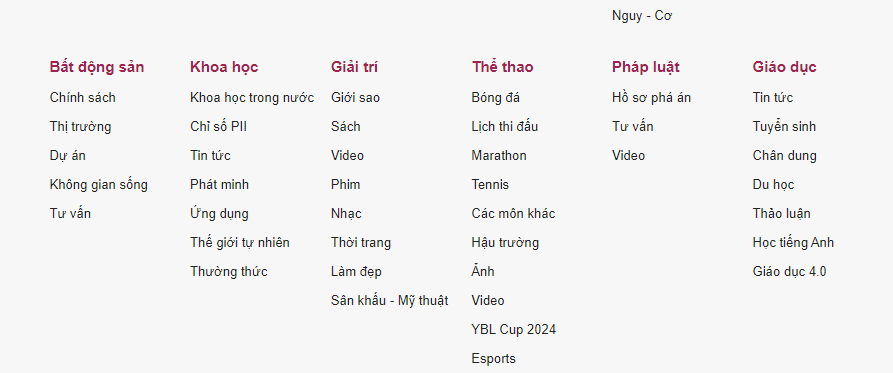 Nguy - Cơ
Bất động sản
Chính sách
Thị trường
Dự án
Không gian sống
Tư vấn
Khoa học
Khoa học trong nước
Chỉ số PII
Tin tức
Phát minh
Ứng dụng
Thế giới tự nhiên
Thường thức
Giải trí
Giới sao
Sách
Video
Phim
Nhạc
Thời trang
Làm đẹp
Sân khấu - Mỹ thuật
Thể thao
Bóng đá
Lịch thi đấu
Marathon
Tennis
Các môn khác
Hậu trường
Ảnh
Video
YBL Cup 2024
Esports
Pháp luật
Hồ sơ phá án
Tư vấn
Video
Giáo dục
Tin tức
Tuyển sinh
Chân dung
Du học
Thảo luận
Học tiếng Anh
Giáo dục 4.0